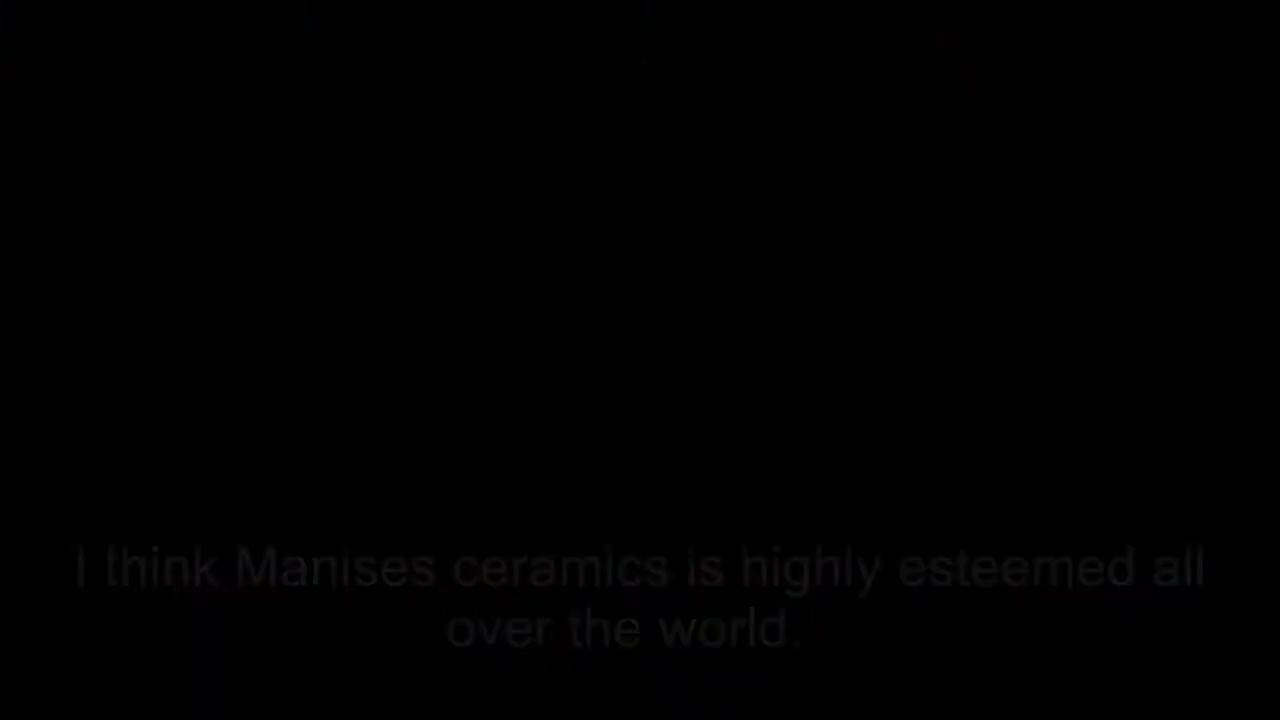 I think Manises ceramics is highly esteemed all
over the world.